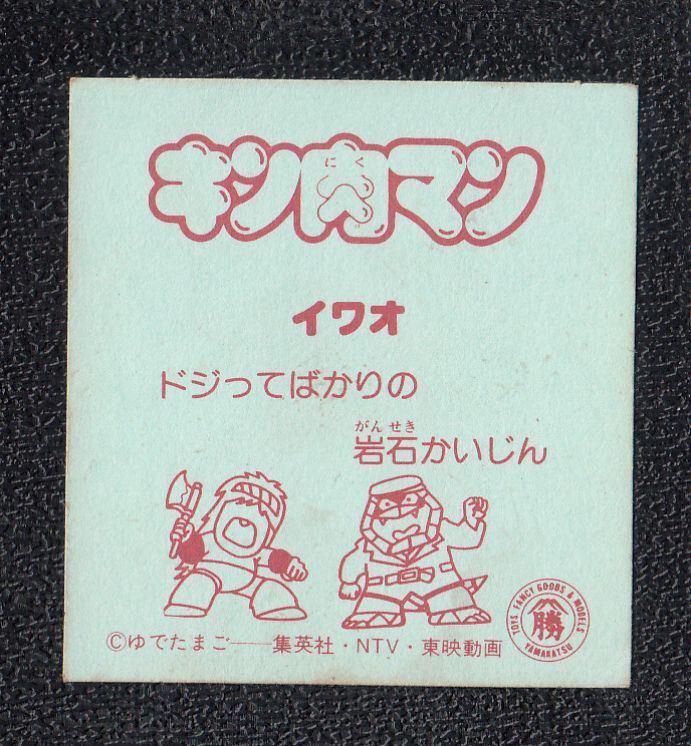 キン肉マン
にく
イワオ
ドジってばかりの
がんせき
岩石かいじん
©ゆでたまご——集英社・NTV・東映動画
TOYS FANCY GOODS & MODELS
勝
YAMAKATSU